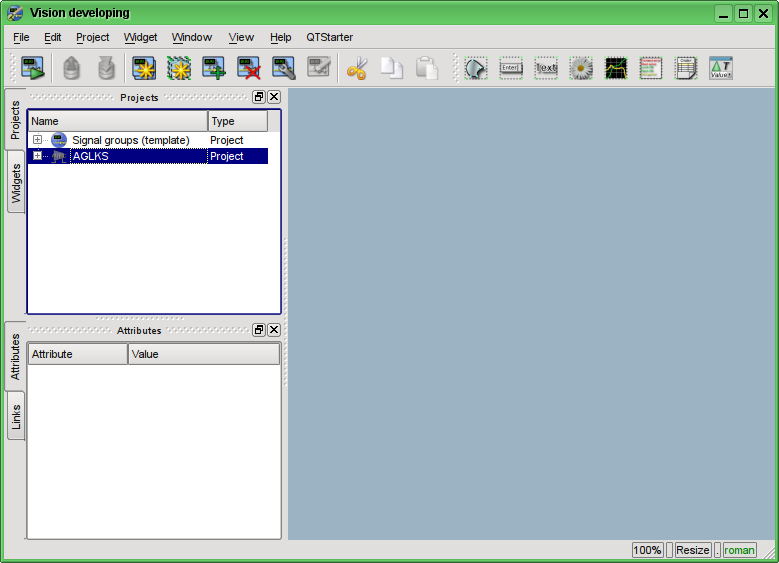 Vision developing
File Edit Project Widget Window View Help QTStarter
Enter| text ΔT
Value±
Projects
Projects
Name Type
Signal groups (template) Project
AGLKS Project
Widgets
Attributes
Attributes
Attribute Value
Links
100% Resize . roman